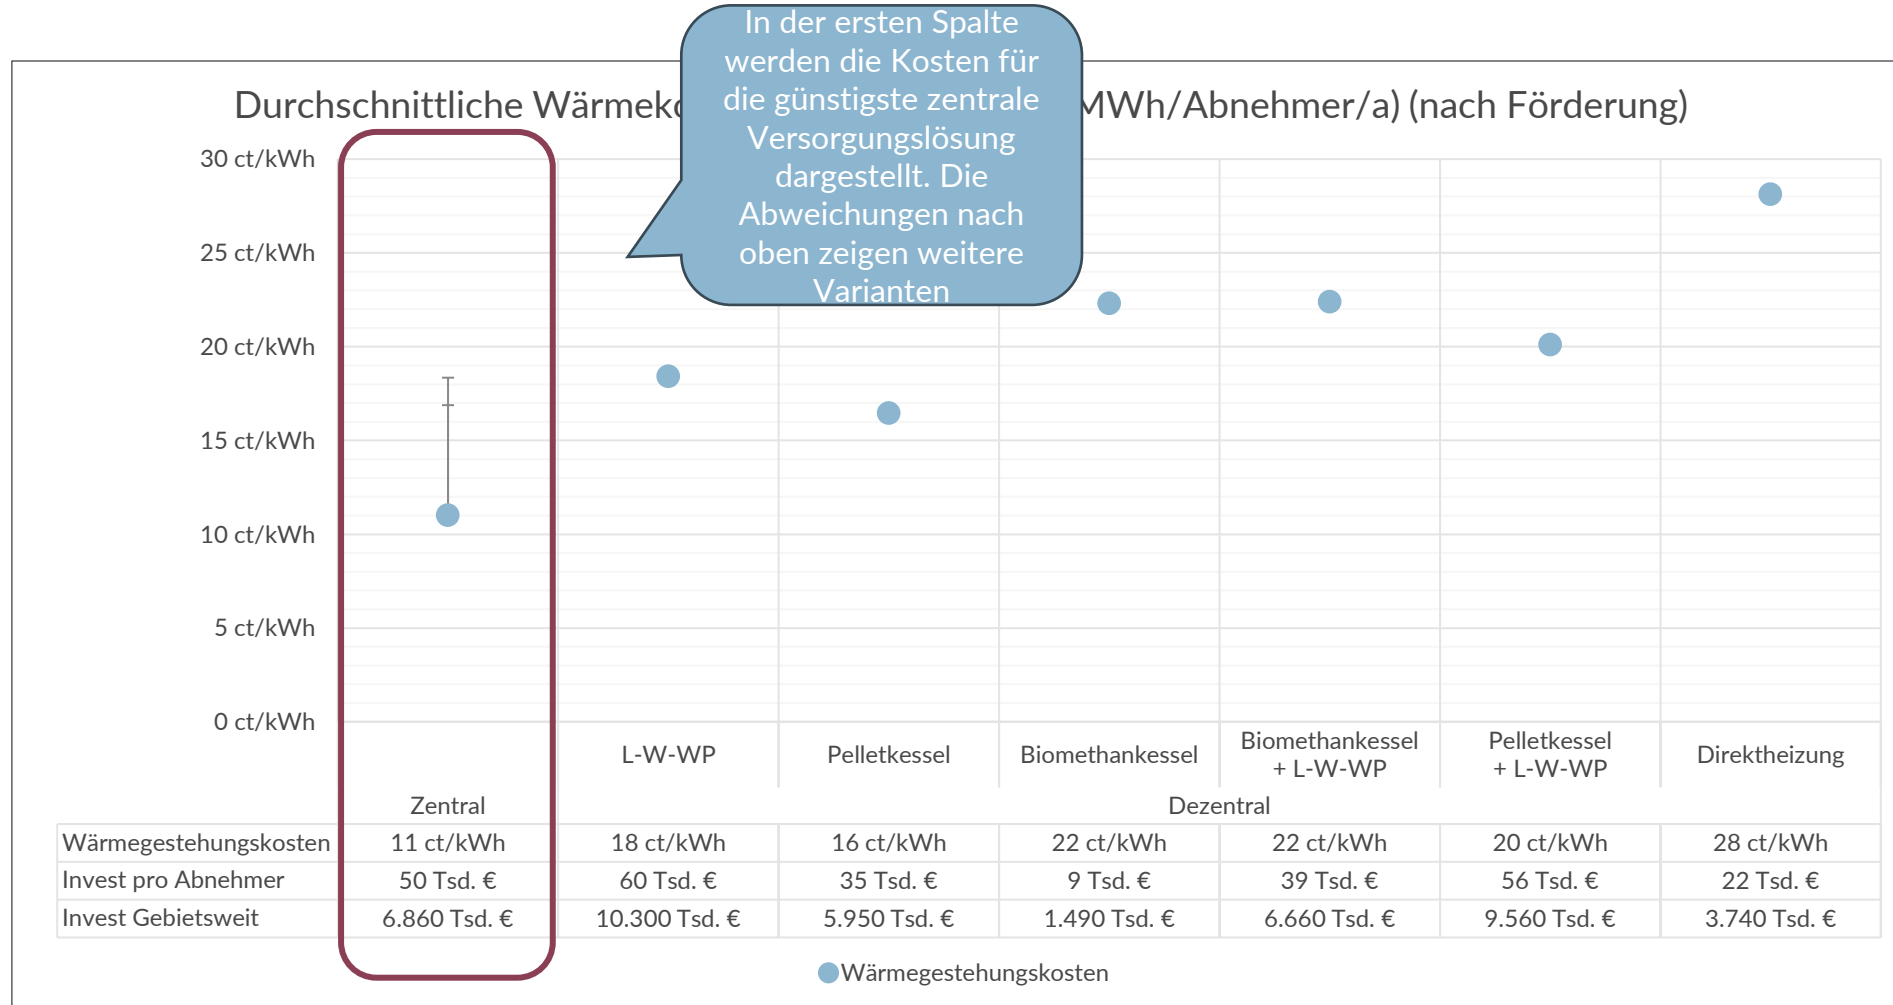 In der ersten Spalte
werden die Kosten für
die günstigste zentrale
Versorgungslösung
dargestellt. Die
Abweichungen nach
oben zeigen weitere
Varianten
Durchschnittliche Wärmeko MWh/Abnehmer/a) (nach Förderung)
30 ct/kWh
25 ct/kWh
20 ct/kWh
15 ct/kWh
10 ct/kWh
5 ct/kWh
0 ct/kWh
L-W-WP Pelletkessel Biomethankessel Biomethankessel Pelletkessel Direktheizung
+ L-W-WP + L-W-WP
Zentral Dezentral
Wärmegestehungskosten 11 ct/kWh 18 ct/kWh 16 ct/kWh 22 ct/kWh 22 ct/kWh 20 ct/kWh 28 ct/kWh
Invest pro Abnehmer 50 Tsd. € 60 Tsd. € 35 Tsd. € 9 Tsd. € 39 Tsd. € 56 Tsd. € 22 Tsd. €
Invest Gebietsweit 6.860 Tsd. € 10.300 Tsd. € 5.950 Tsd. € 1.490 Tsd. € 6.660 Tsd. € 9.560 Tsd. € 3.740 Tsd. €
Wärmegestehungskosten